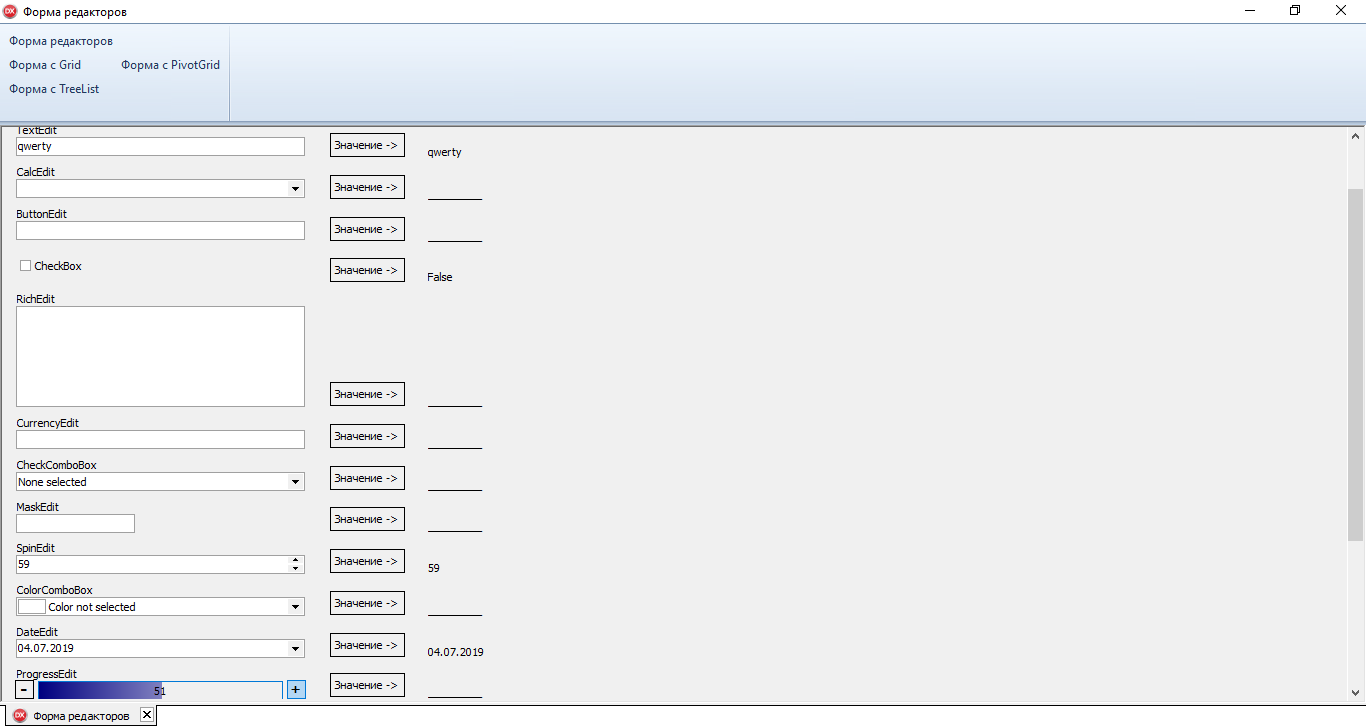 DX Форма редакторов
Форма редакторов
Форма с Grid Форма с PivotGrid
Форма с TreeList
TextEdit
qwerty Значение -> qwerty
CalcEdit
Значение ->
ButtonEdit
Значение ->
CheckBox Значение -> False
RichEdit
Значение ->
CurrencyEdit
Значение ->
CheckComboBox
None selected Значение ->
MaskEdit
Значение ->
SpinEdit
59 Значение -> 59
ColorComboBox
Color not selected Значение ->
DateEdit
04.07.2019 Значение -> 04.07.2019
ProgressEdit
- 51 + Значение ->
DX Форма редакторов